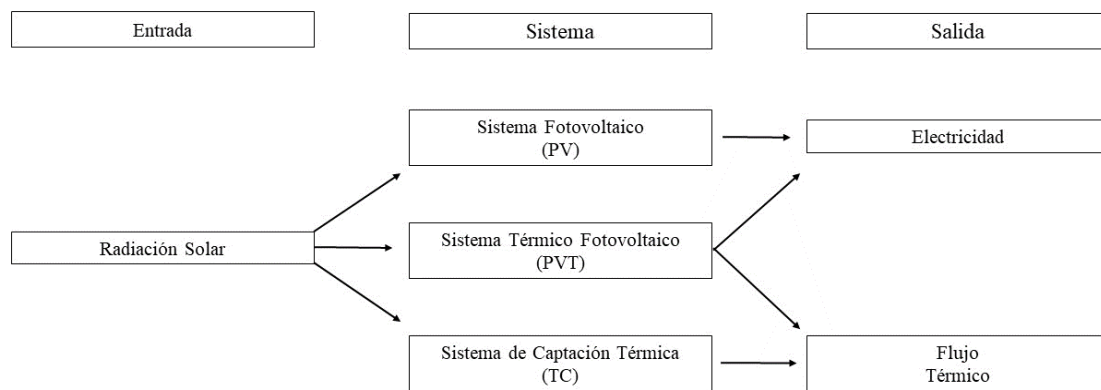 Entrada
Sistema
Salida
Sistema Fotovoltaico
(PV)
Electricidad
Radiación Solar
Sistema Térmico Fotovoltaico
(PVT)
Sistema de Captación Térmica
(TC)
Flujo
Térmico